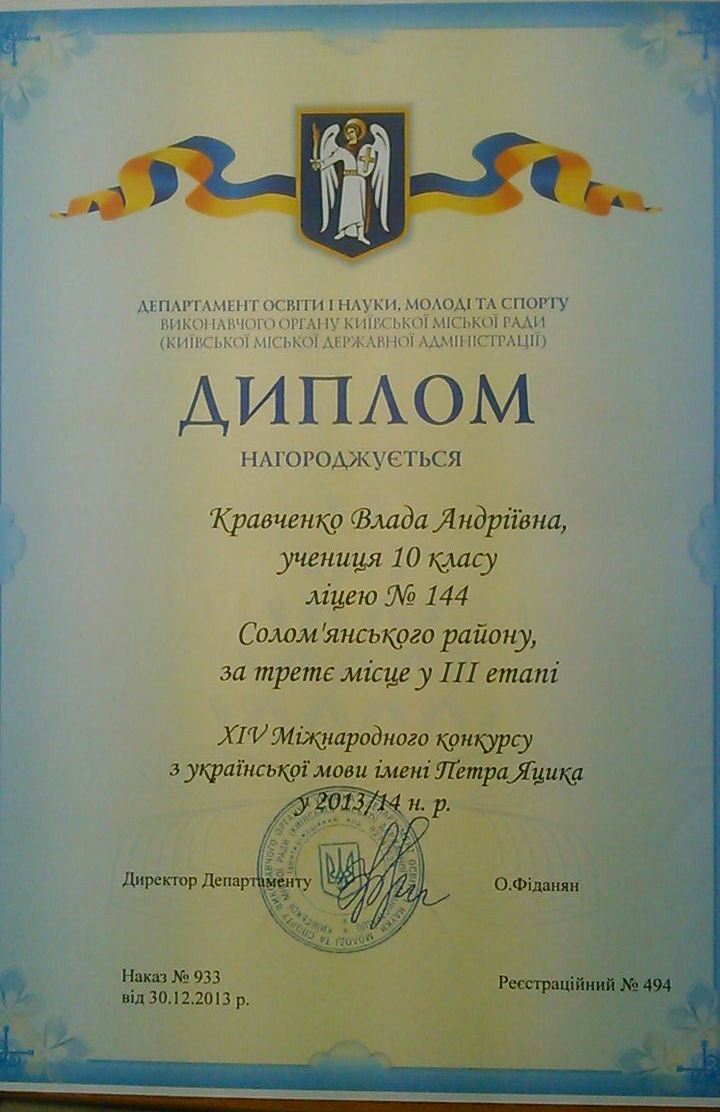 ДЕПАРТАМЕНТ ОСВІТИ І НАУКИ, МОЛОДІ ТА СПОРТУ
ВИКОНАВЧОГО ОРГАНУ КИЇВСЬКОЇ МІСЬКОЇ РАДИ
(КИЇВСЬКОЇ МІСЬКОЇ ДЕРЖАВНОЇ АДМІНІСТРАЦІЇ)
ДИПЛОМ
НАГОРОДЖУЄТЬСЯ
Кравченко Влада Андріївна,
учениця 10 класу
ліцею № 144
Солом'янського району,
за третє місце у III етапі
XIV Міжнародного конкурсу
з української мови імені Петра Яцика
у 2013/14 н. р.
Директор Департаменту
О.Фіданян
Наказ № 933
від 30.12.2013 р.
Реєстраційний № 494